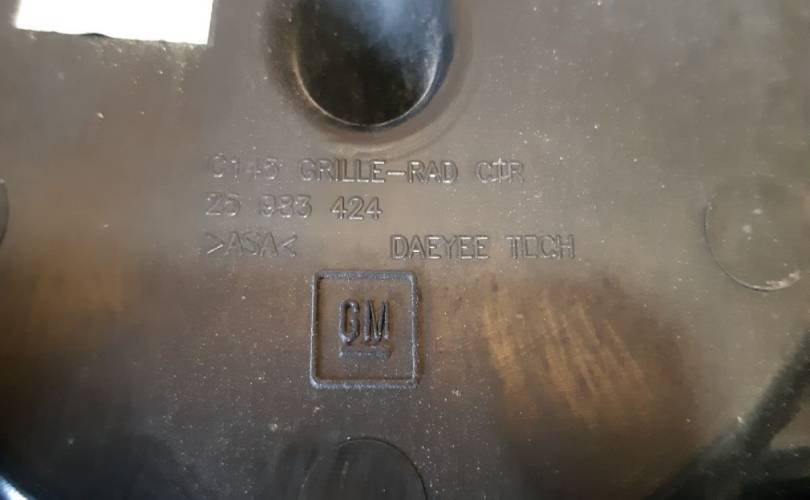 C145 GRILLE-RAD CTR
25 983 424
>ASA< DAEYEE TECH
GM